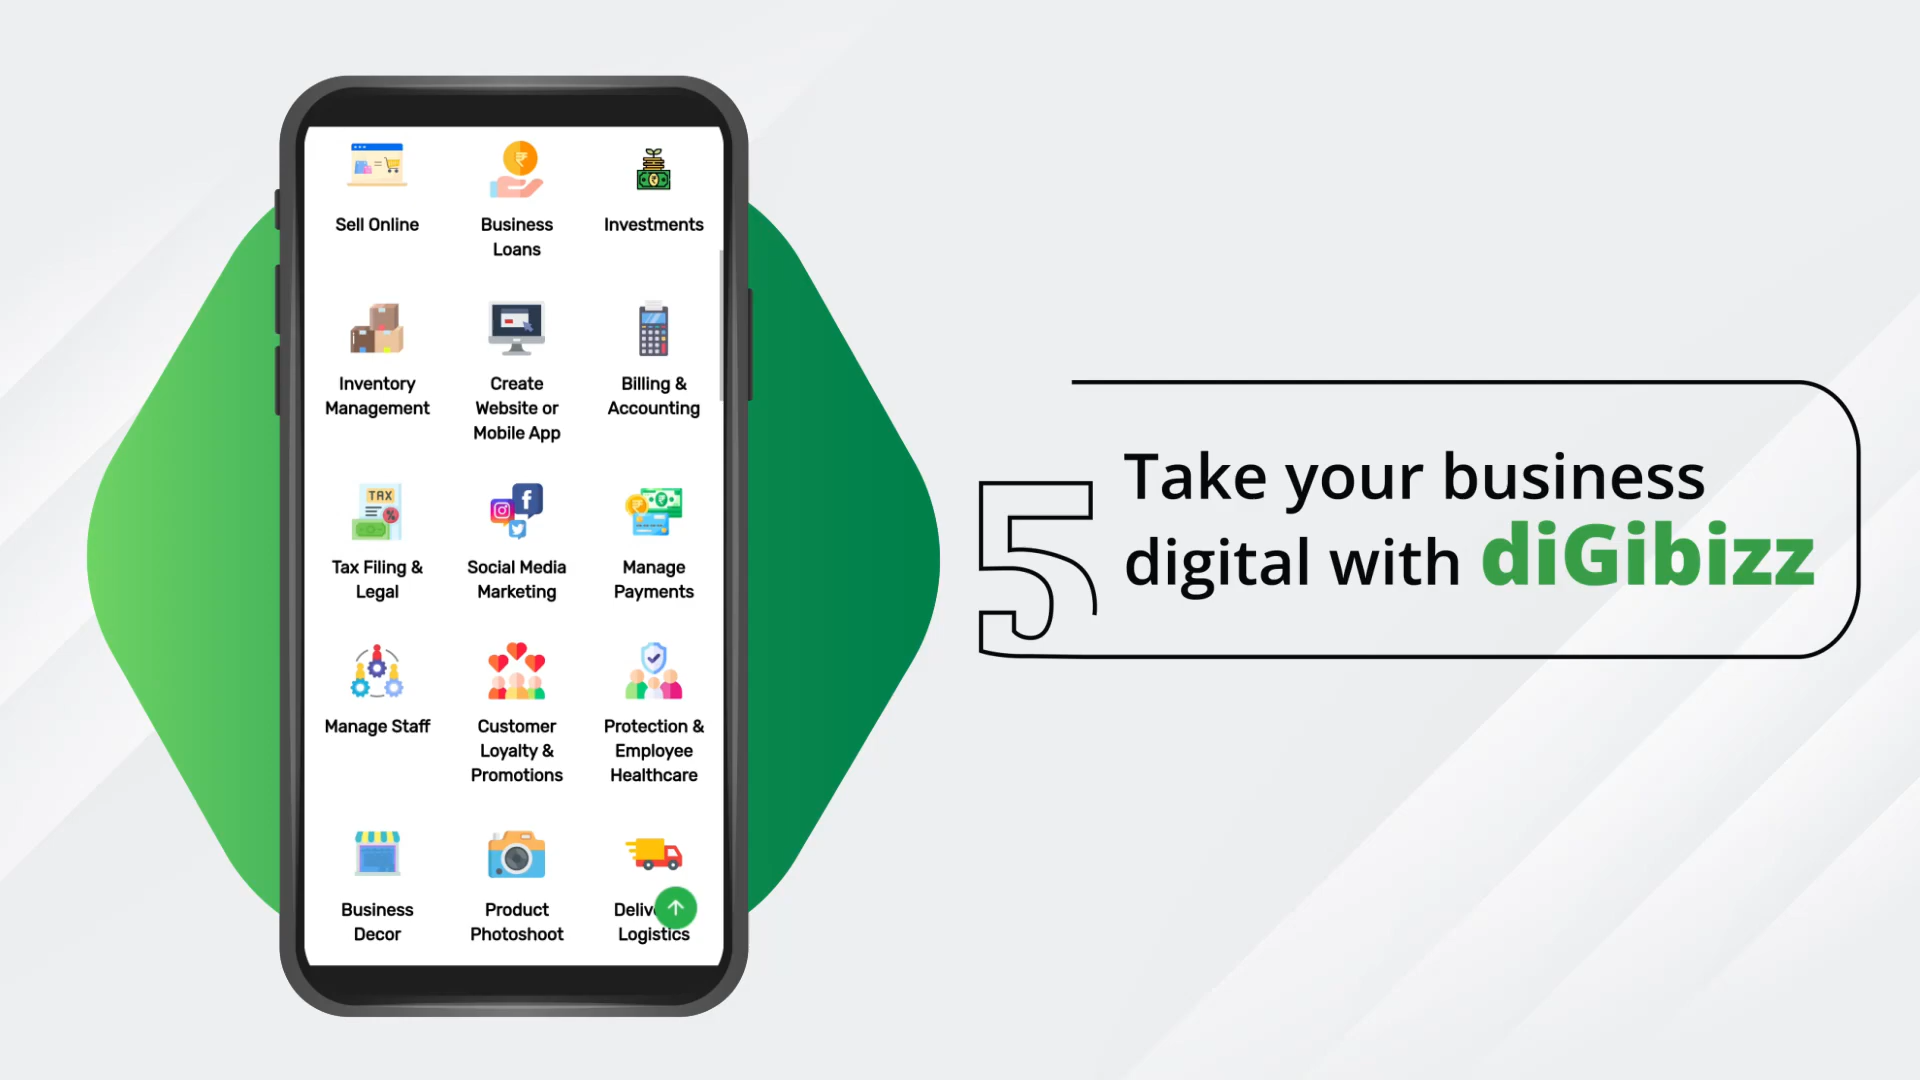 Sell Online
Business
Loans
Investments
Inventory
Management
Create
Website or
Mobile App
Billing &
Accounting
TAX
Tax Filing &
Legal
Social Media
Marketing
Manage
Payments
Manage Staff
Customer
Loyalty &
Promotions
Protection &
Employee
Healthcare
Business
Decor
Product
Photoshoot
Logistics
5
Take your business
digital with diGibizz